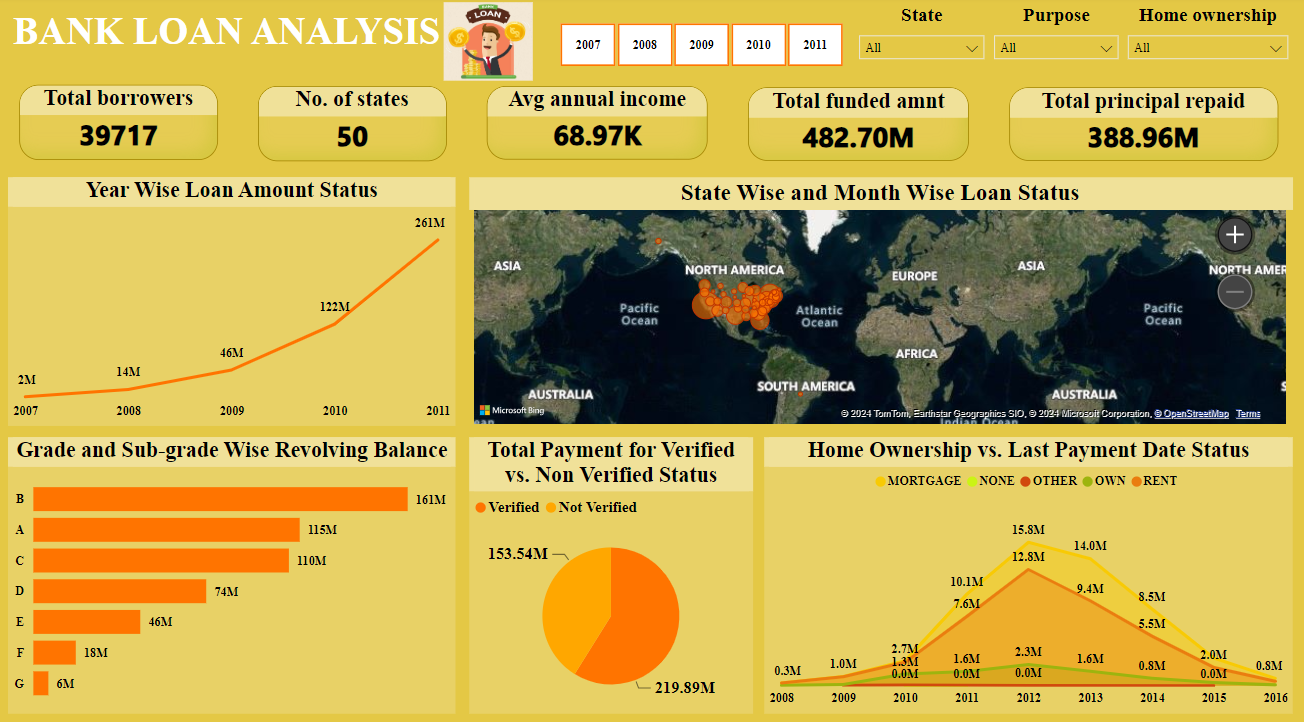 BANK LOAN ANALYSIS
BANK
LOAN
2007 2008 2009 2010 2011
State Purpose Home ownership
All All All
Total borrowers
39717
No. of states
50
Avg annual income
68.97K
Total funded amnt
482.70M
Total principal repaid
388.96M
Year Wise Loan Amount Status
261M
122M
46M
14M
2M
2007 2008 2009 2010 2011
State Wise and Month Wise Loan Status
ASIA
NORTH AMERICA
EUROPE
ASIA
NORTH AMER
Pacific
Ocean
Atlantic
Ocean
Pacific
Ocean
AFRICA
SOUTH AMERICA
S
AUSTRALIA
AUSTRALIA
Microsoft Bing
© 2024 TomTom, Earthstar Geographics SIO, © 2024 Microsoft Corporation, © OpenStreetMap Terms
ean
Indian Ocean
Grade and Sub-grade Wise Revolving Balance
B 161M
A 115M
C 110M
D 74M
E 46M
F 18M
G 6M
Total Payment for Verified
vs. Non Verified Status
Verified Not Verified
153.54M
219.89M
Home Ownership vs. Last Payment Date Status
MORTGAGE NONE OTHER OWN RENT
15.8M
12.8M
14.0M
10.1M
7.6M
9.4M
8.5M
5.5M
2.7M
1.3M
0.0M
1.6M
0.0M
2.3M
0.0M
1.6M
0.8M
2.0M
0.0M
0.3M
1.0M
0.8M
2008 2009 2010 2011 2012 2013 2014 2015 2016